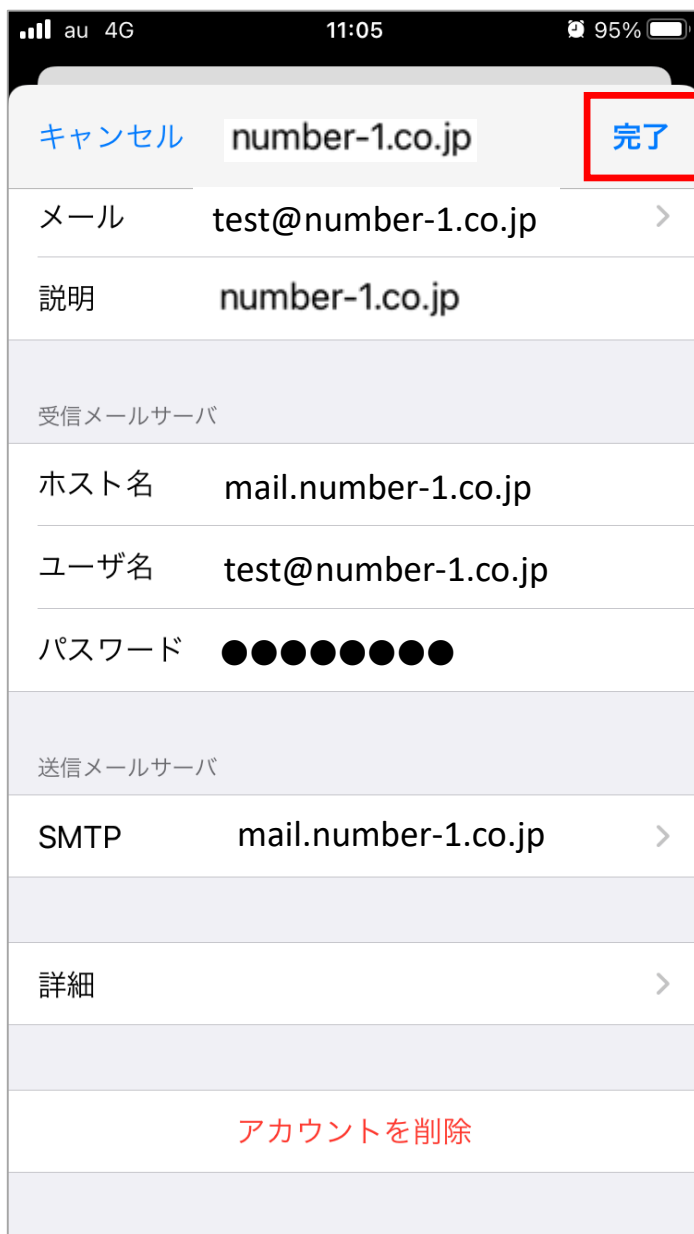 au 4G 11:05 95%
キャンセル number-1.co.jp 完了
メール test@number-1.co.jp
説明 number-1.co.jp
受信メールサーバ
ホスト名 mail.number-1.co.jp
ユーザ名 test@number-1.co.jp
パスワード ●●●●●●●●
送信メールサーバ
SMTP mail.number-1.co.jp
詳細
アカウントを削除